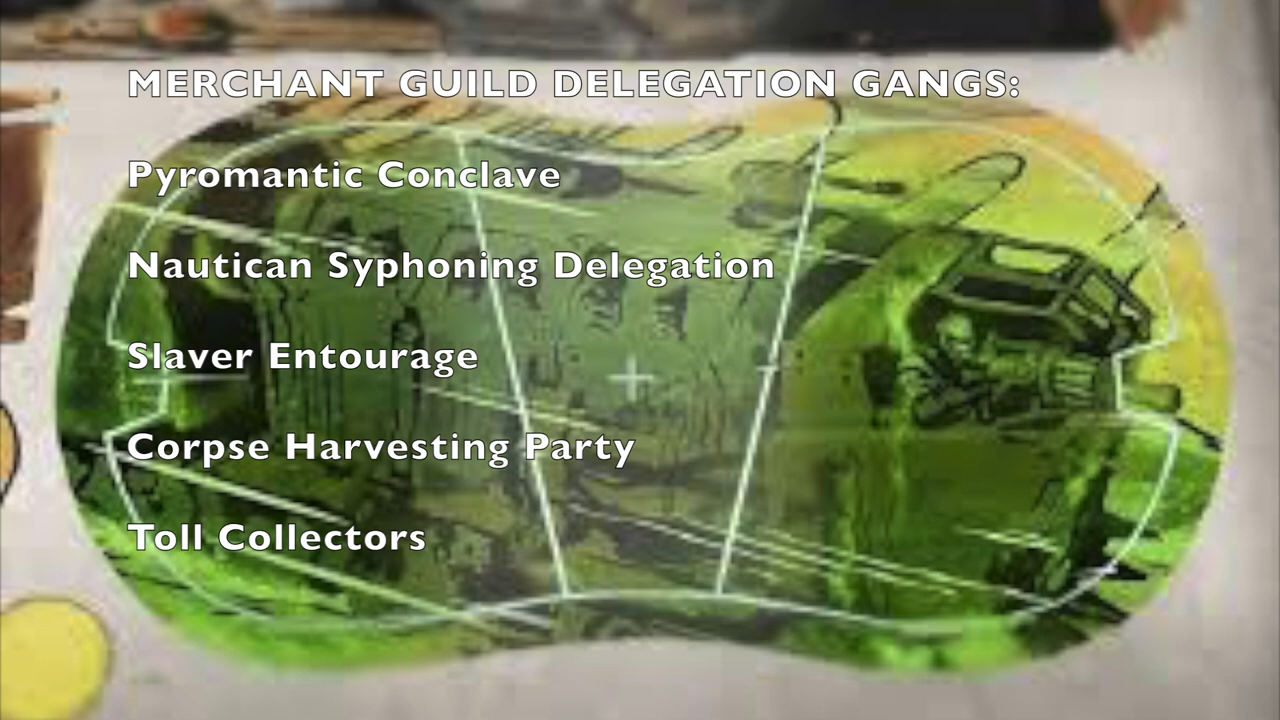 MERCHANT GUILD DELEGATION GANGS:
Pyromantic Conclave
Nautican Syphoning Delegation
Slaver Entourage
Corpse Harvesting Party
Toll Collectors